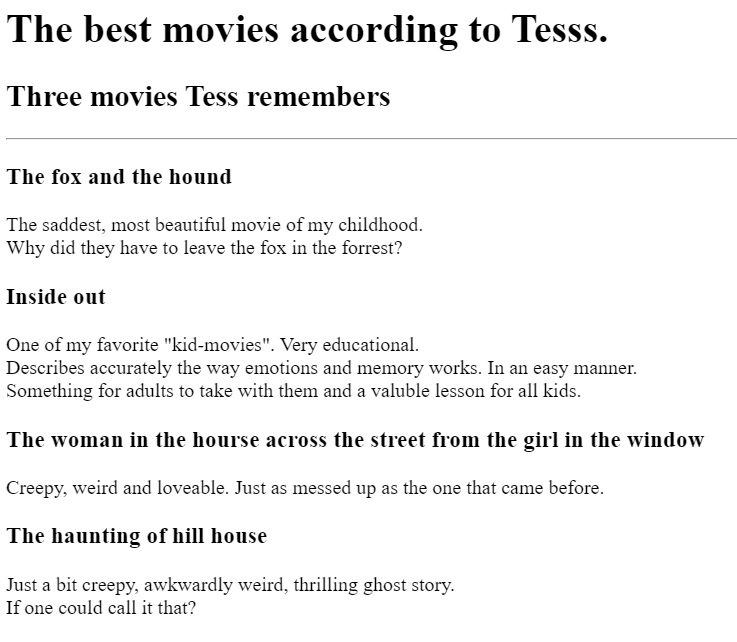 The best movies according to Tesss.
Three movies Tess remembers
The fox and the hound
The saddest, most beautiful movie of my childhood.
Why did they have to leave the fox in the forrest?
Inside out
One of my favorite "kid-movies". Very educational.
Describes accurately the way emotions and memory works. In an easy manner.
Something for adults to take with them and a valuble lesson for all kids.
The woman in the hourse across the street from the girl in the window
Creepy, weird and loveable. Just as messed up as the one that came before.
The haunting of hill house
Just a bit creepy, awkwardly weird, thrilling ghost story.
If one could call it that?